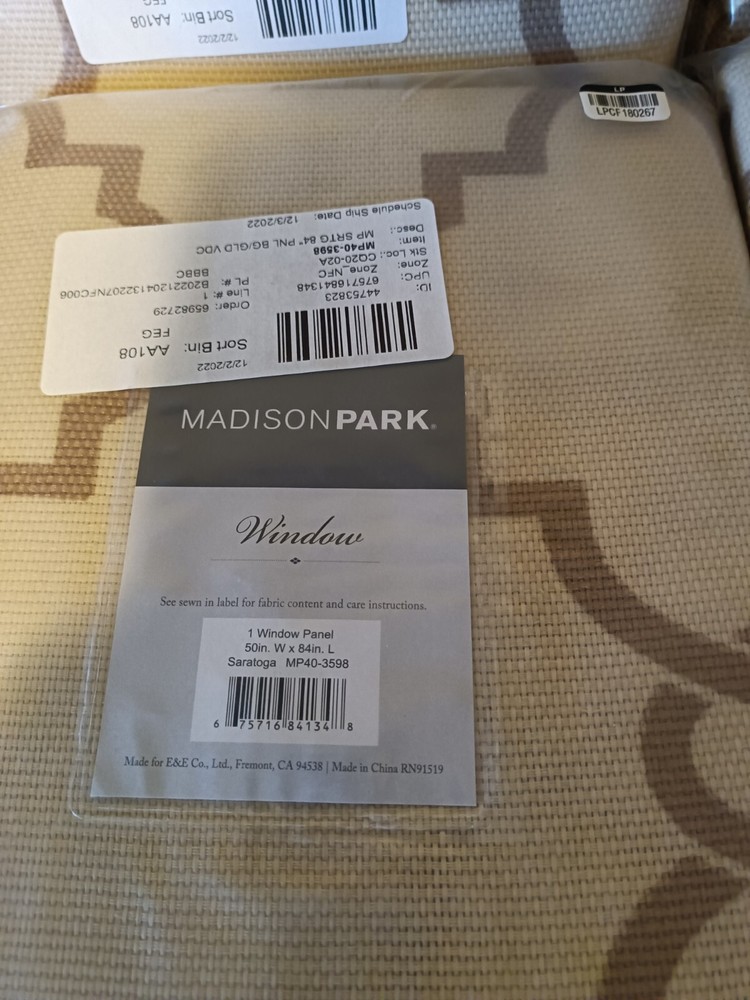 12/2/2022
Sort Bin: AA108
FEG
LP
LPCF180267
12/2/2022
Sort Bin: AA108
FEG
Order: 65982729
Line #: 1
PL #: B20221204132207NFC006
BBBC
ID: 44753823
UPC: 675716841348
Zone: Zone_NFC
Stk Loc.: CQ20-02A
Item: MP40-3598
Desc.: MP SRTG 84" PNL BG/GLD VDC
Schedule Ship Date: 12/3/2022
MADISONPARK®
Window
See sewn in label for fabric content and care instructions.
1 Window Panel
50in. W x 84in. L
Saratoga MP40-3598
6 75716 84134 8
Made for E&E Co., Ltd., Fremont, CA 94538 | Made in China RN91519